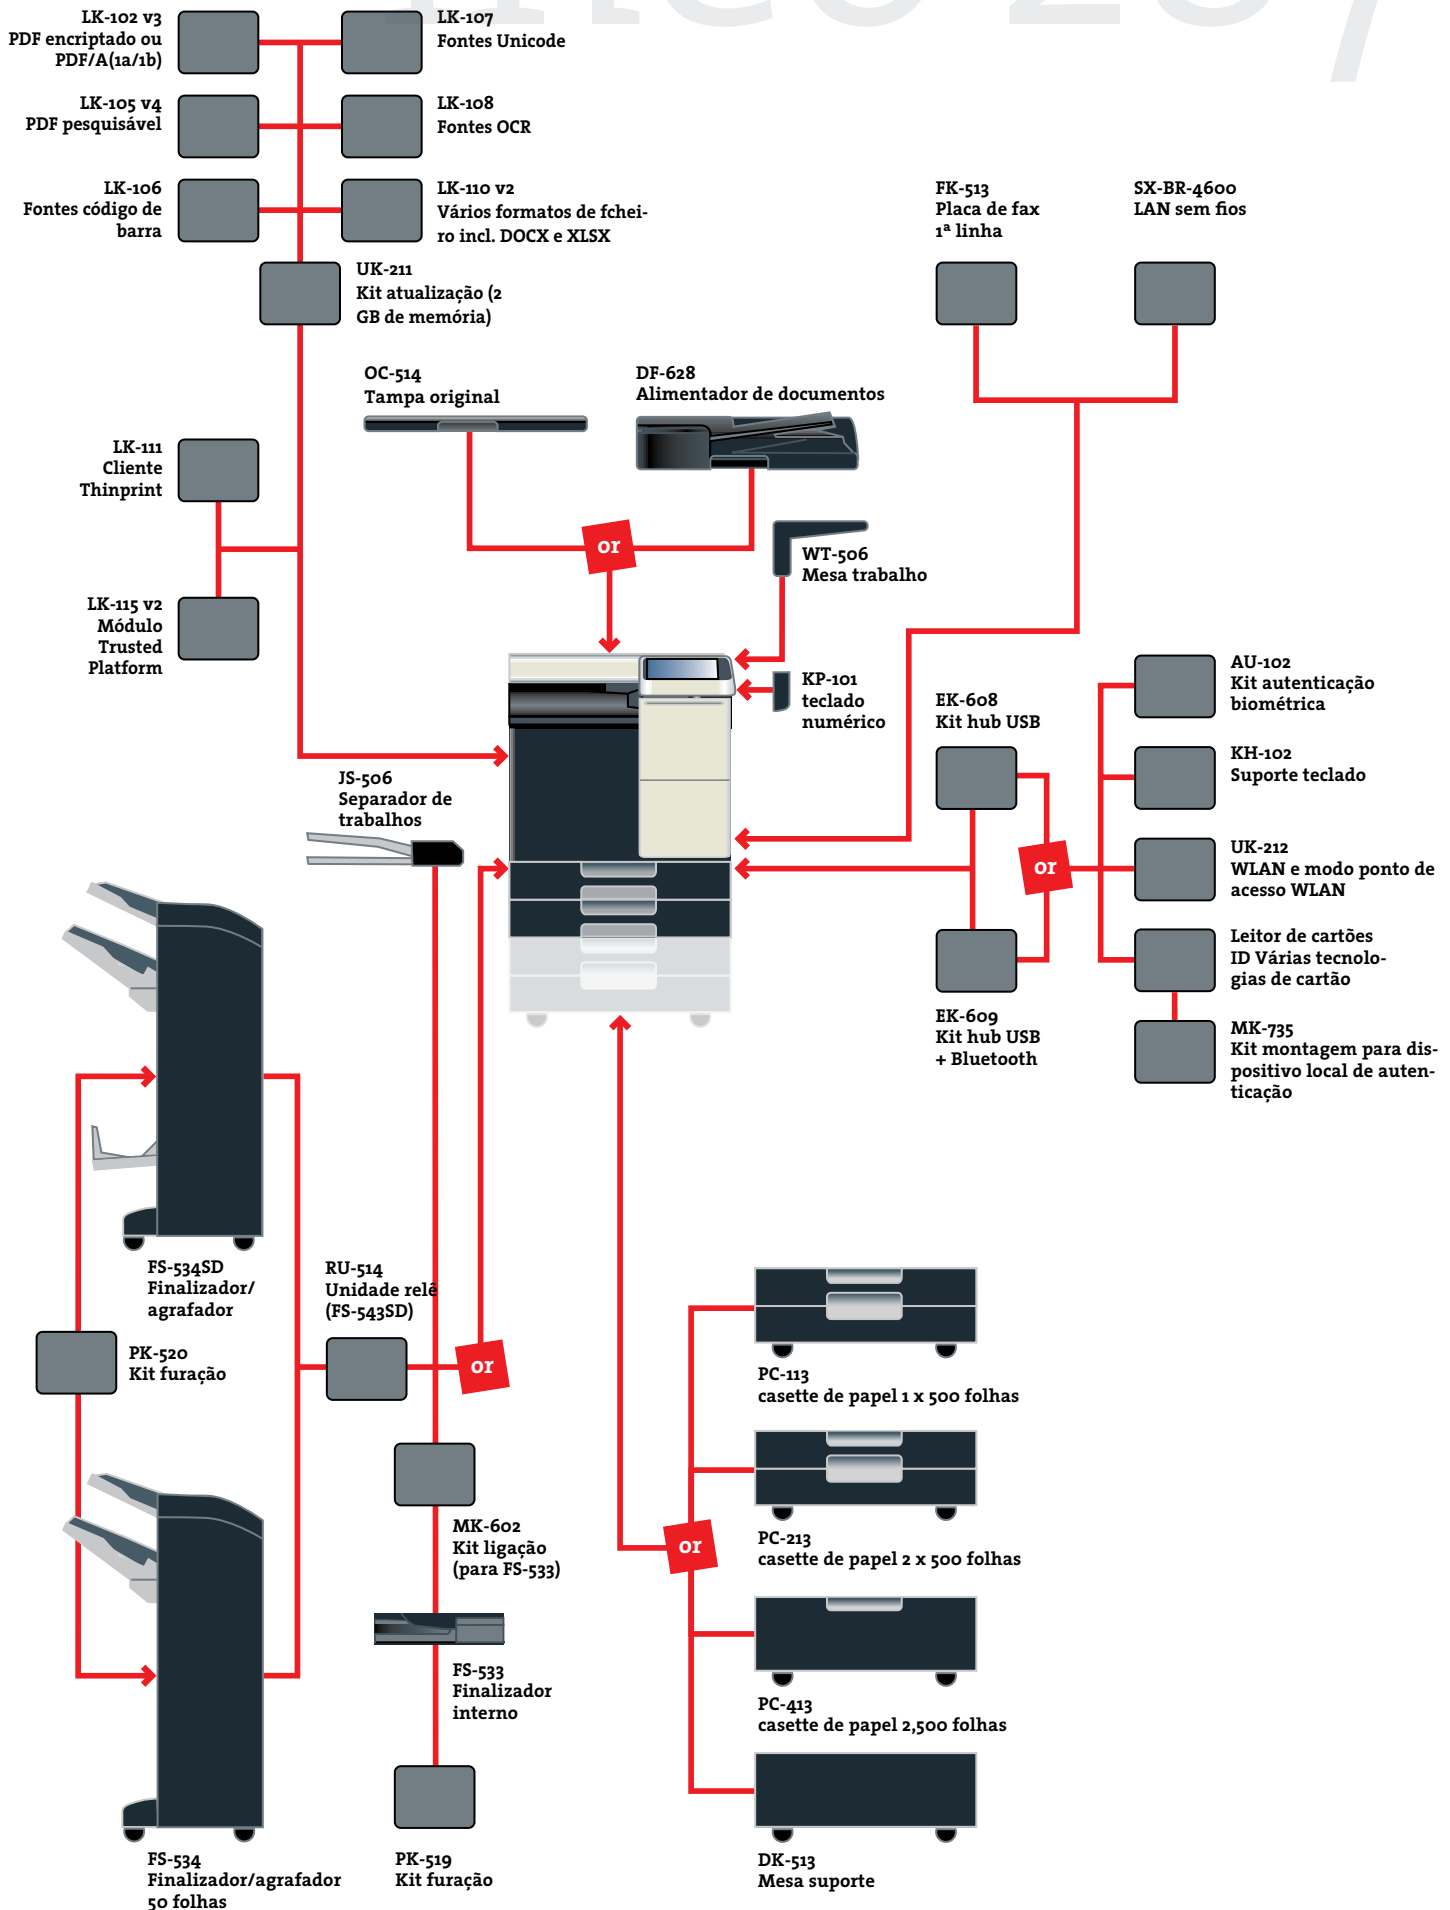 ineo 287
LK-102 v3
PDF encriptado ou
PDF/A(1a/1b)
LK-107
Fontes Unicode
LK-105 v4
PDF pesquisável
LK-108
Fontes OCR
LK-106
Fontes código de
barra
LK-110 v2
Vários formatos de fchei-
ro incl. DOCX e XLSX
UK-211
Kit atualização (2
GB de memória)
FK-513
Placa de fax
1ª linha
SX-BR-4600
LAN sem fios
OC-514
Tampa original
DF-628
Alimentador de documentos
LK-111
Cliente
Thinprint
or
WT-506
Mesa trabalho
LK-115 v2
Módulo
Trusted
Platform
KP-101
teclado
numérico
AU-102
Kit autenticação
biométrica
EK-608
Kit hub USB
KH-102
Suporte teclado
JS-506
Separador de
trabalhos
UK-212
WLAN e modo ponto de
acesso WLAN
or
Leitor de cartões
ID Várias tecnolo-
gias de cartão
EK-609
Kit hub USB
+ Bluetooth
MK-735
Kit montagem para dis-
positivo local de auten-
ticação
FS-534SD
Finalizador/
agrafador
RU-514
Unidade relê
(FS-543SD)
PK-520
Kit furação
or
PC-113
casette de papel 1 x 500 folhas
MK-602
Kit ligação
(para FS-533)
or
PC-213
casette de papel 2 x 500 folhas
FS-533
Finalizador
interno
PC-413
casette de papel 2,500 folhas
FS-534
Finalizador/agrafador
50 folhas
PK-519
Kit furação
DK-513
Mesa suporte